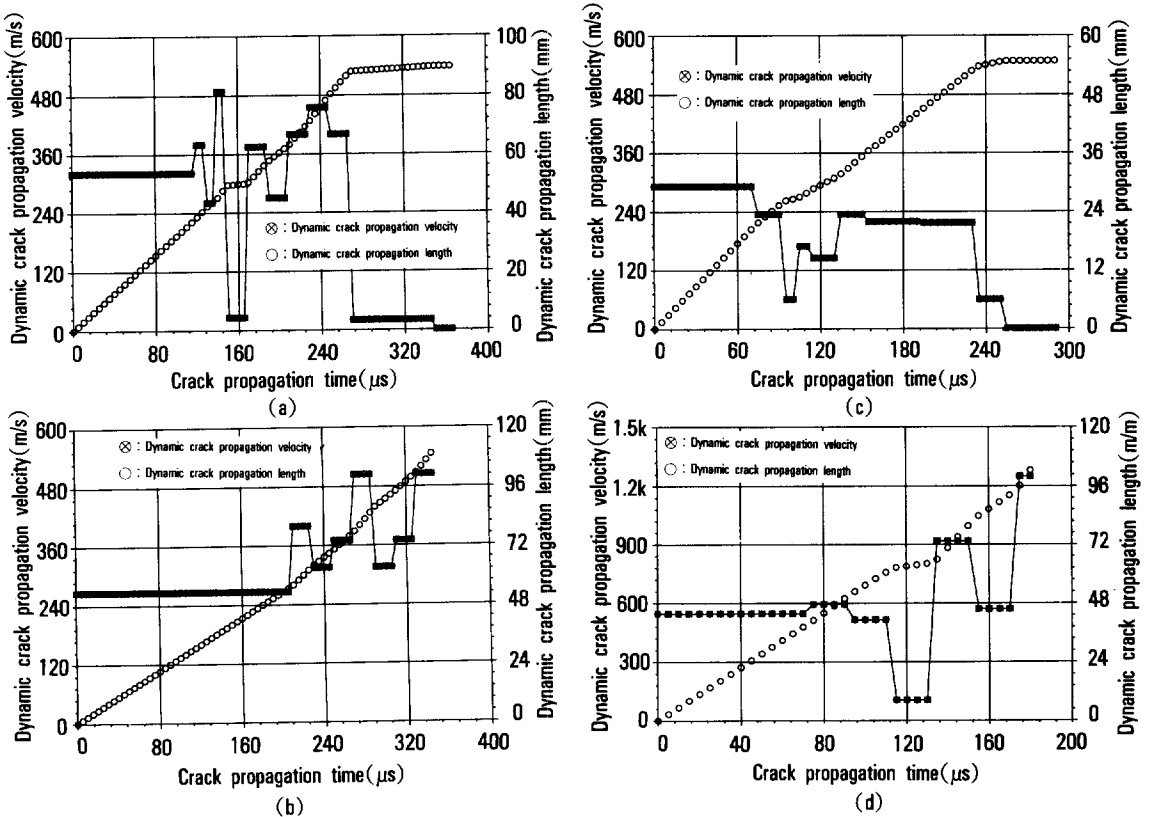 (a)
Dynamic crack propagation velocity(m/s)
600
480
360
240
120
0
⊗ : Dynamic crack propagation velocity
○ : Dynamic crack propagation length
100
80
60
40
20
0
Dynamic crack propagation length(mm)
0 80 160 240 320 400
Crack propagation time(μs)
(a)
(c)
Dynamic crack propagation velocity(m/s)
600
480
360
240
120
0
⊗ : Dynamic crack propagation velocity
○ : Dynamic crack propagation length
60
48
36
24
12
0
Dynamic crack propagation length(mm)
0 60 120 180 240 300
Crack propagation time(μs)
(c)
(b)
Dynamic crack propagation velocity(m/s)
600
480
360
240
120
0
⊗ : Dynamic crack propagation velocity
○ : Dynamic crack propagation length
120
96
72
48
24
0
Dynamic crack propagation length(mm)
0 80 160 240 320 400
Crack propagation time(μs)
(b)
(d)
Dynamic crack propagation velocity(m/s)
1.5k
1.2k
900
600
300
0
⊗ : Dynamic crack propagation velocity
○ : Dynamic crack propagation length
120
96
72
48
24
0
Dynamic crack propagation length(m/m)
0 40 80 120 160 200
Crack propagation time(μs)
(d)